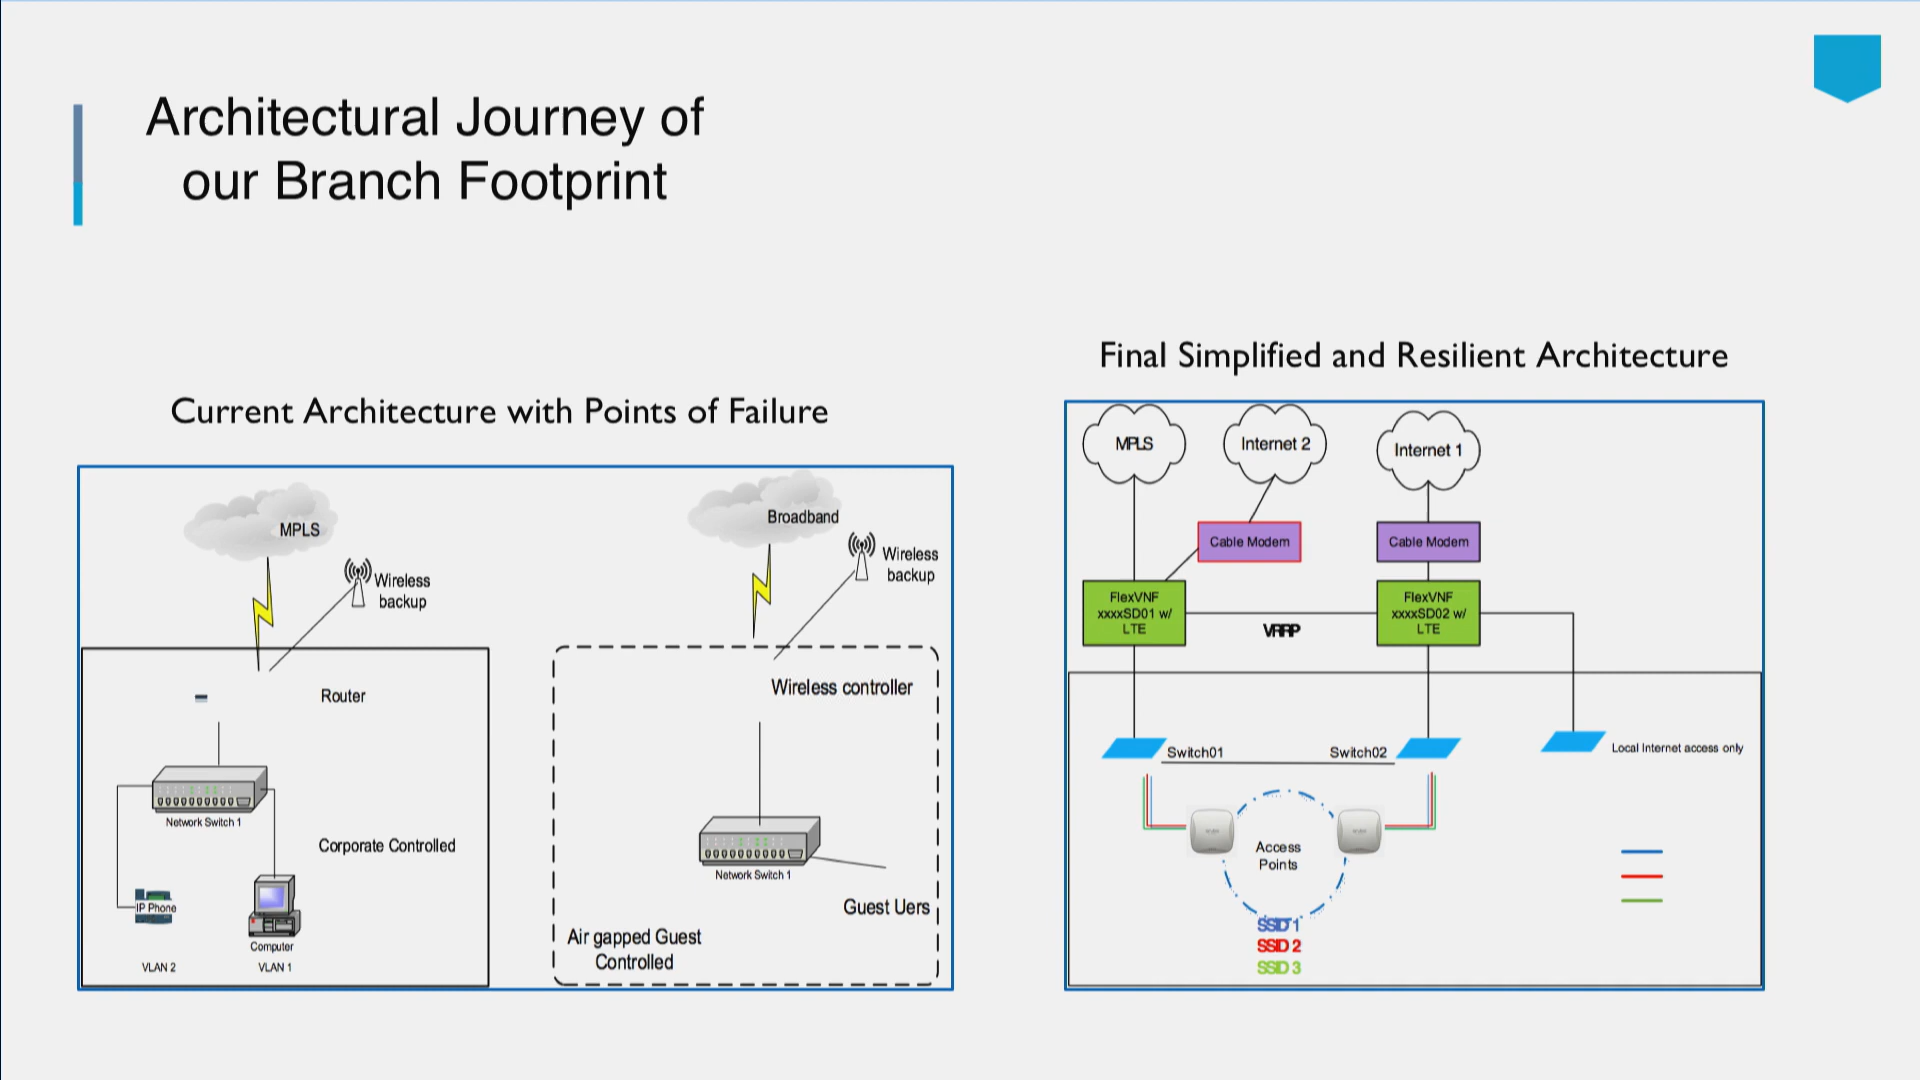 Architectural Journey of
our Branch Footprint
Current Architecture with Points of Failure
MPLS
Wireless
backup
Broadband
Wireless
backup
Router
Network Switch 1
Corporate Controlled
IP Phone
Computer
VLAN 2
VLAN 1
Wireless controller
Network Switch 1
Guest Uers
Air gapped Guest
Controlled
Final Simplified and Resilient Architecture
MPLS
Internet 2
Internet 1
Cable Modem
Cable Modem
FlexVNF
xxxxSD01 w/
LTE
VRRP
FlexVNF
xxxxSD02 w/
LTE
Switch01
Switch02
Local Internet access only
Access
Points
SSID 1
SSID 2
SSID 3